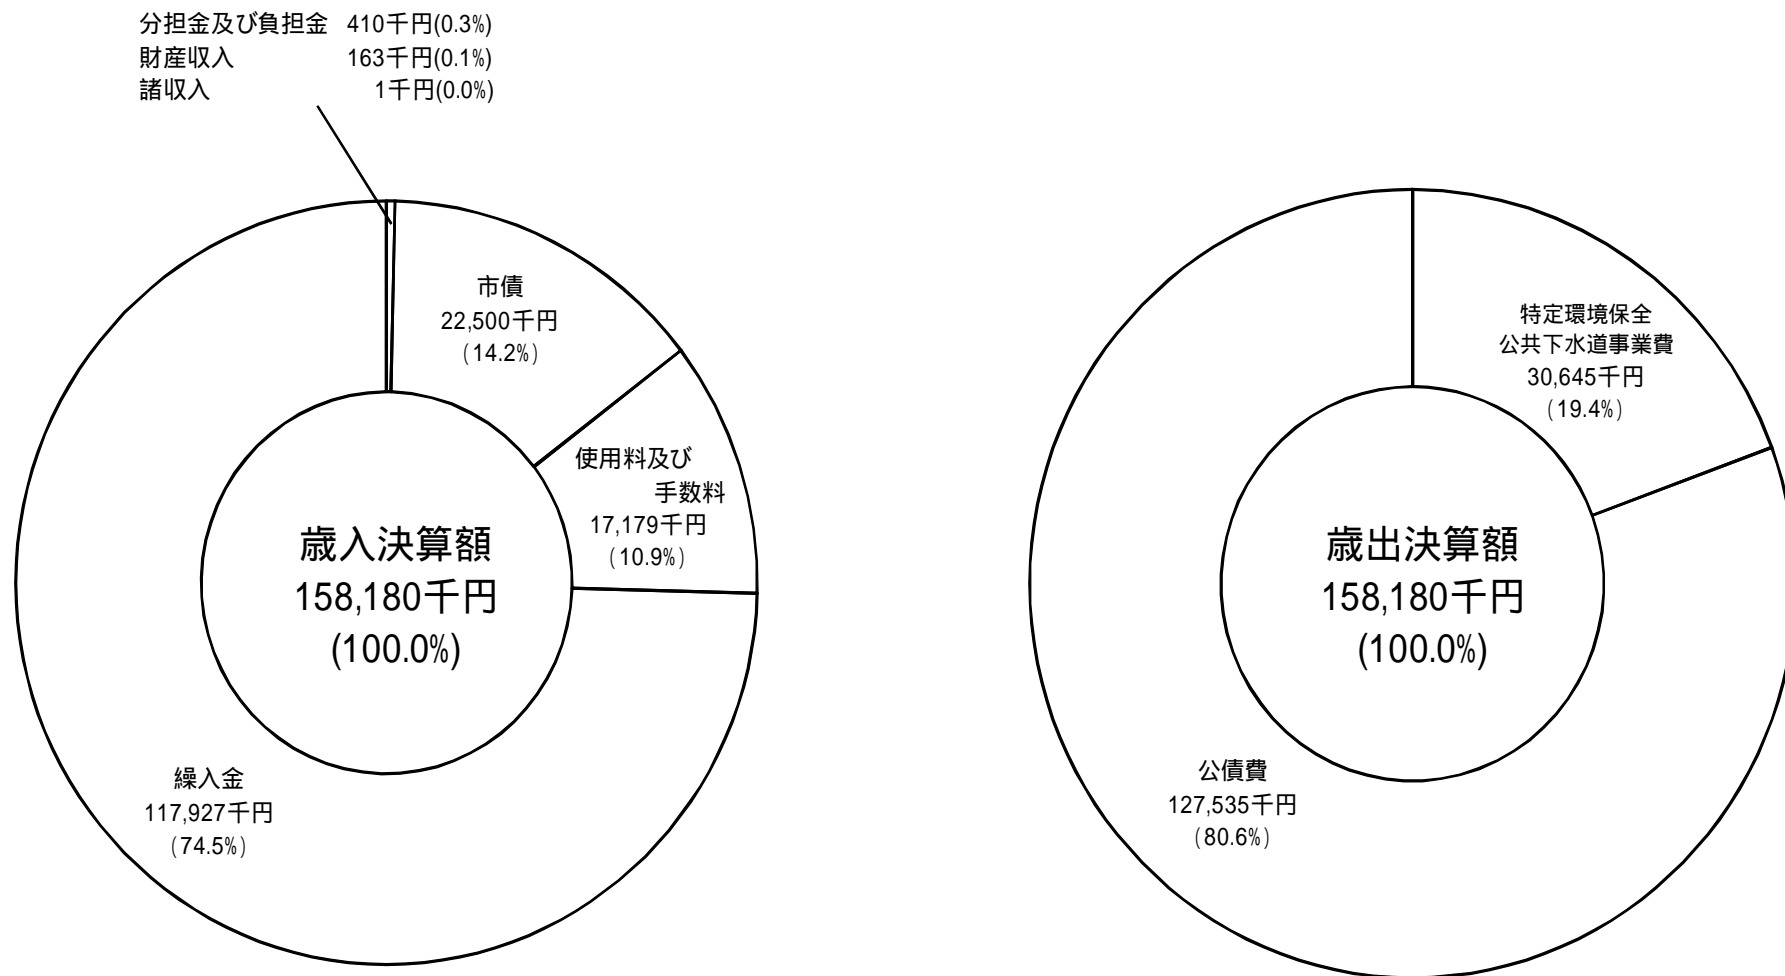 分担金及び負担金 410千円(0.3%)
財産収入 163千円(0.1%)
諸収入 1千円(0.0%)
市債
22,500千円
(14.2%)
使用料及び
手数料
17,179千円
(10.9%)
歳入決算額
158,180千円
(100.0%)
繰入金
117,927千円
(74.5%)
特定環境保全
公共下水道事業費
30,645千円
(19.4%)
歳出決算額
158,180千円
(100.0%)
公債費
127,535千円
(80.6%)